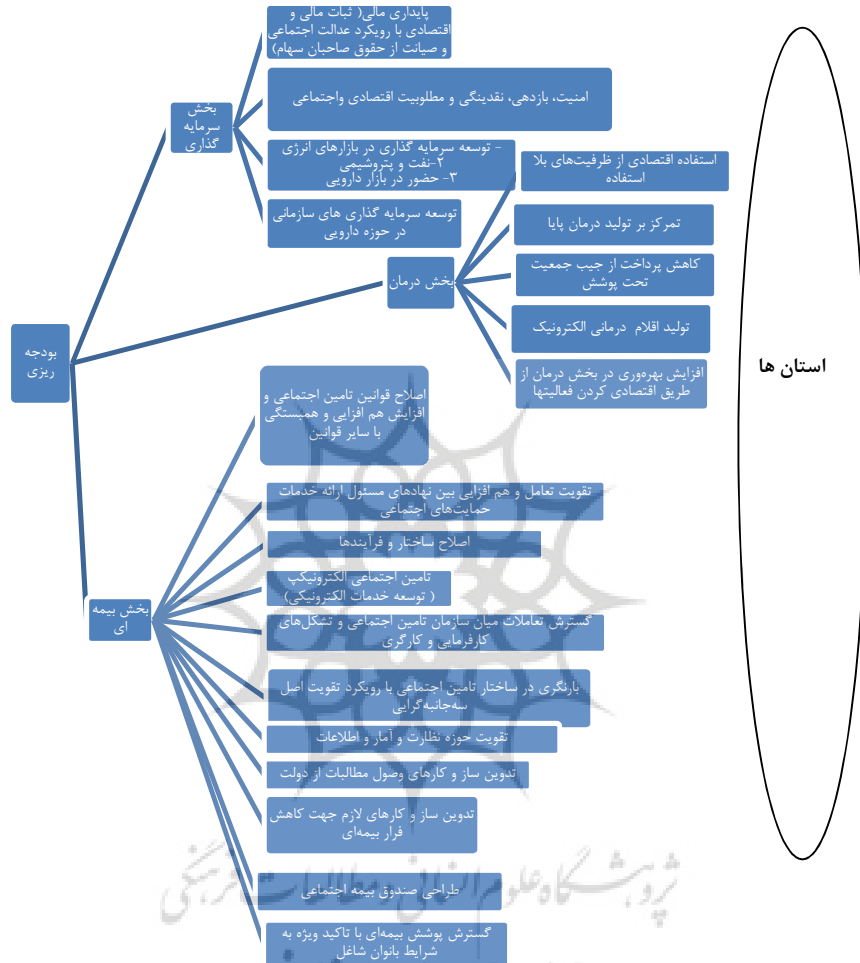 پایداری مالی( ثبات مالی و
اقتصادی با رویکرد عدالت اجتماعی
و صیانت از حقوق صاحبان سهام)
امنیت، بازدهی، نقدینگی و مطلوبیت اقتصادی واجتماعی
بخش
سرمایه
گذاری
- توسعه سرمایه گذاری در بازارهای انرژی
۲-نفت و پتروشیمی
۳- حضور در بازار دارویی
توسعه سرمایه گذاری های سازمانی
در حوزه دارویی
استفاده اقتصادی از ظرفیت‌های بلا
استفاده
تمرکز بر تولید درمان پایا
بخش درمان
کاهش پرداخت از جیب جمعیت
تحت پوشش
تولید اقلام درمانی الکترونیک
افزایش بهره‌وری در بخش درمان از
طریق اقتصادی کردن فعالیتها
بودجه
ریزی
استان ها
اصلاح قوانین تامین اجتماعی و
افزایش هم افزایی و همبستگی
با سایر قوانین
تقویت تعامل و هم افزایی بین نهادهای مسئول ارائه خدمات
حمایت‌های اجتماعی
اصلاح ساختار و فرآیندها
تامین اجتماعی الکترونیکپ
( توسعه خدمات الکترونیکی)
بخش بیمه
ای
گسترش تعاملات میان سازمان تامین اجتماعی و تشکل‌های
کارفرمایی و کارگری
بازنگری در ساختار تامین اجتماعی با رویکرد تقویت اصل
سه‌جانبه‌گرایی
تقویت حوزه نظارت و آمار و اطلاعات
تدوین ساز و کارهای وصول مطالبات از دولت
تدوین ساز و کارهای لازم جهت کاهش
فرار بیمه‌ای
طراحی صندوق بیمه اجتماعی
گسترش پوشش بیمه‌ای با تاکید ویژه به
شرایط بانوان شاغل
پژوهشگاه علوم انسانی و مطالعات فرهنگی